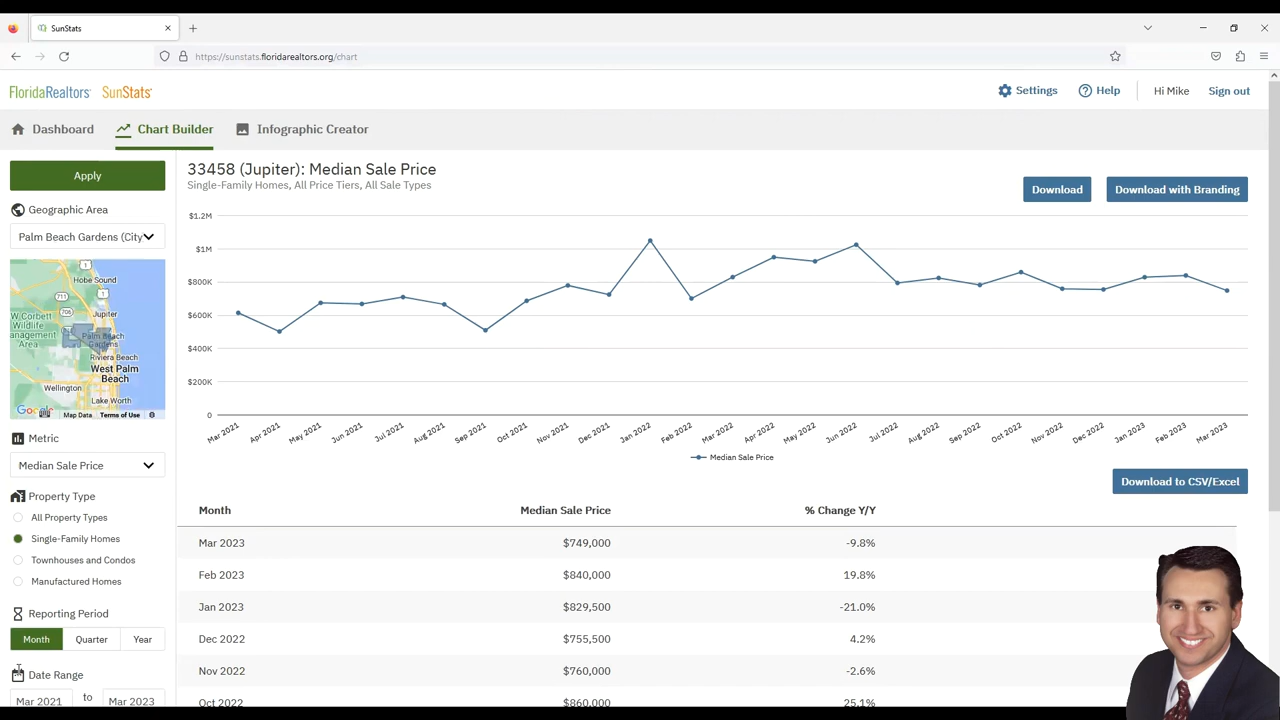 SunStats
https://sunstats.floridarealtors.org/chart
FloridaRealtors SunStats
Settings
Help
Hi Mike
Sign out
Dashboard
Chart Builder
Infographic Creator
Apply
Geographic Area
Palm Beach Gardens (City
Hobe Sound
1
711
1
706
Jupiter
W Corbett
Wildlife
anagement
Area
Palm Beach
Gardens
Riviera Beach
West Palm
Beach
Wellington
Lake Worth
Google
Map Data
Terms of Use
Metric
Median Sale Price
Property Type
All Property Types
Single-Family Homes
Townhouses and Condos
Manufactured Homes
Reporting Period
Month Quarter Year
Date Range
Mar 2021 to Mar 2023
33458 (Jupiter): Median Sale Price
Single-Family Homes, All Price Tiers, All Sale Types
Download
Download with Branding
$1.2M
$1M
$800K
$600K
$400K
$200K
0
Mar 2021 Apr 2021 May 2021 Jun 2021 Jul 2021 Aug 2021 Sep 2021 Oct 2021 Nov 2021 Dec 2021 Jan 2022 Feb 2022 Mar 2022 Apr 2022 May 2022 Jun 2022 Jul 2022 Aug 2022 Sep 2022 Oct 2022 Nov 2022 Dec 2022 Jan 2023 Feb 2023 Mar 2023
Median Sale Price
Download to CSV/Excel
Month Median Sale Price % Change Y/Y
Mar 2023 $749,000 -9.8%
Feb 2023 $840,000 19.8%
Jan 2023 $829,500 -21.0%
Dec 2022 $755,500 4.2%
Nov 2022 $760,000 -2.6%
Oct 2022 $860,000 25.1%